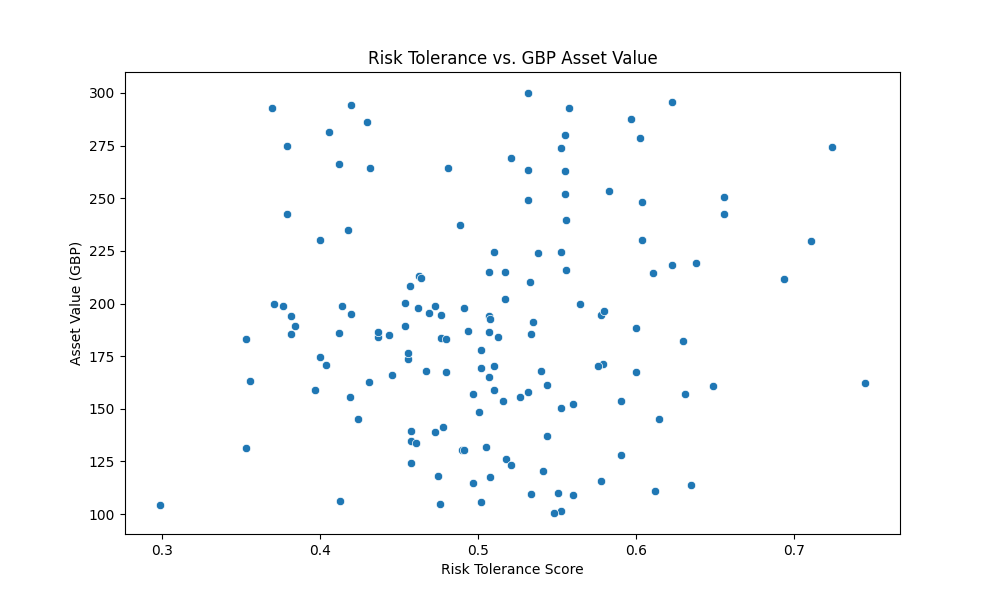 Risk Tolerance vs. GBP Asset Value
300
275
250
225
200
175
150
125
100
Asset Value (GBP)
0.3 0.4 0.5 0.6 0.7
Risk Tolerance Score